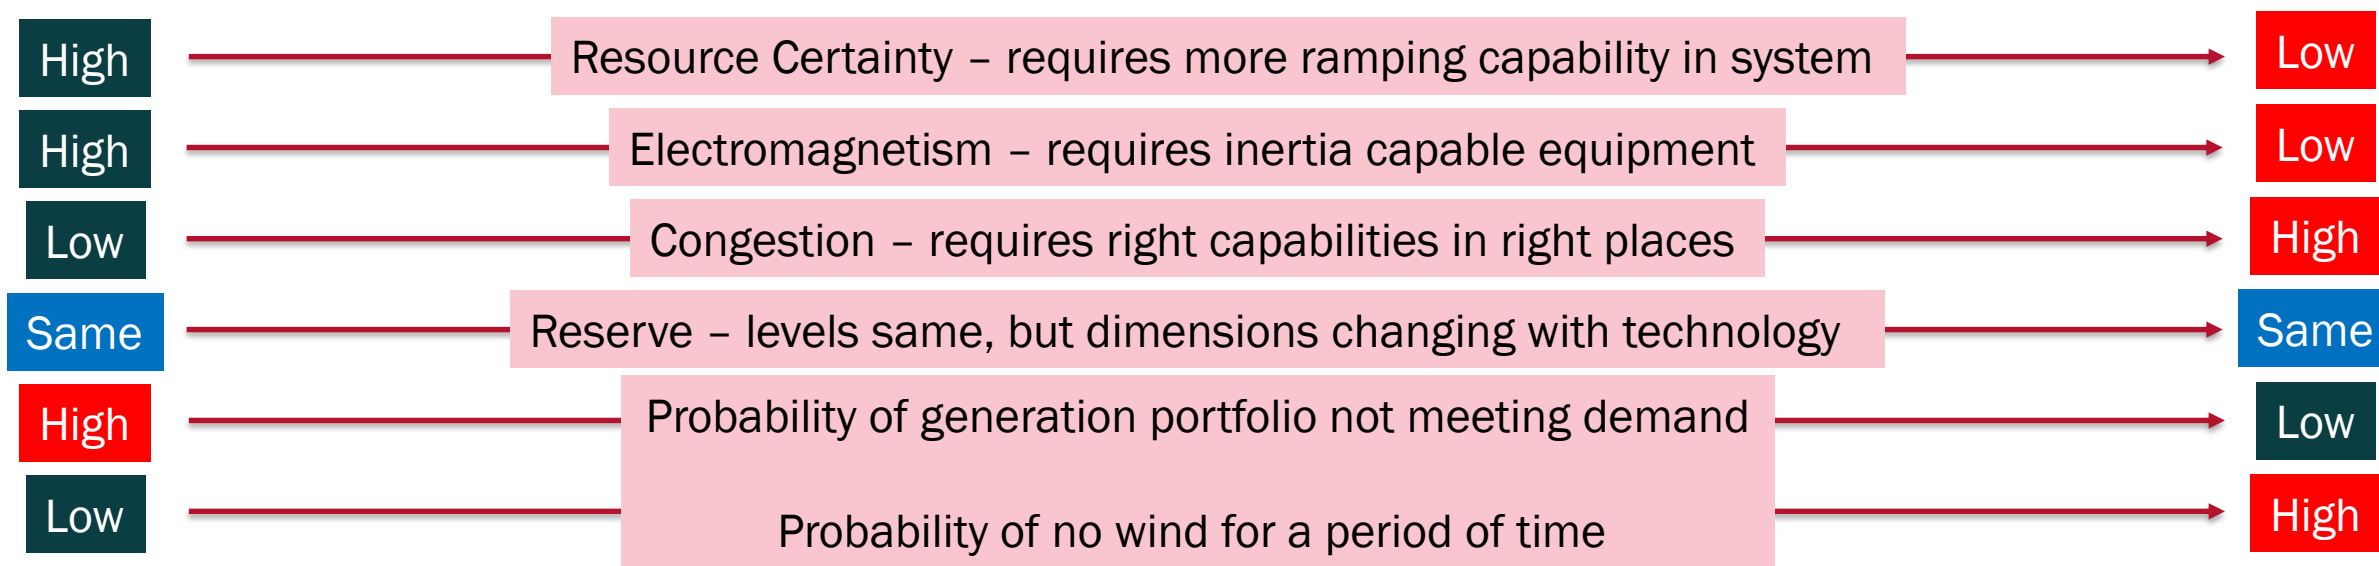 High Resource Certainty – requires more ramping capability in system Low
High Electromagnetism – requires inertia capable equipment Low
Low Congestion – requires right capabilities in right places High
Same Reserve – levels same, but dimensions changing with technology Same
High Probability of generation portfolio not meeting demand Low
Low Probability of no wind for a period of time High